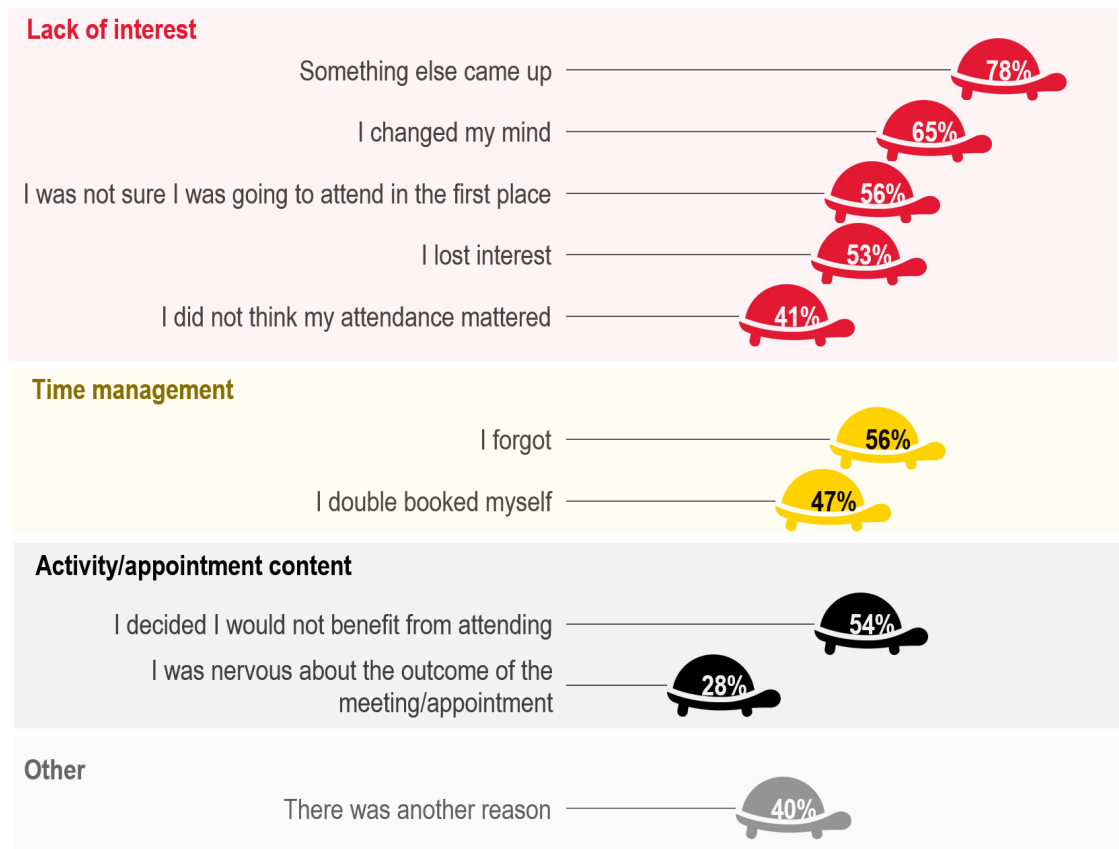 Lack of interest
Something else came up 78%
I changed my mind 65%
I was not sure I was going to attend in the first place 56%
I lost interest 53%
I did not think my attendance mattered 41%
Time management
I forgot 56%
I double booked myself 47%
Activity/appointment content
I decided I would not benefit from attending 54%
I was nervous about the outcome of the
meeting/appointment 28%
Other
There was another reason 40%